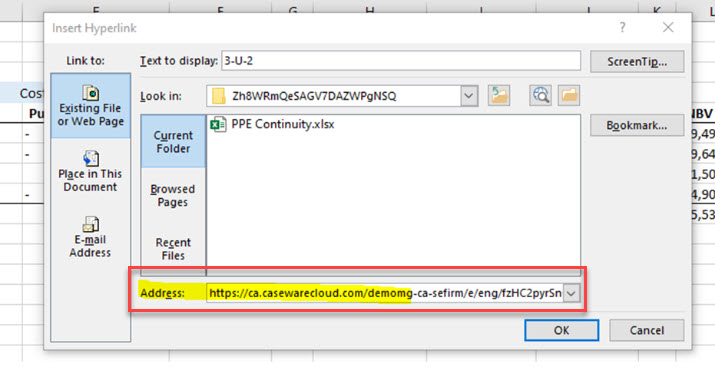 E F G H I J K L
Insert Hyperlink ? ×
Link to: Text to display: 3-U-2 ScreenTip...
Cost Look in: Zh8WRmQeSAGV7DAZWPgNSQ
Existing File or Web Page
Current Folder
PPE Continuity.xlsx
Bookmark...
NBV
Pu
- 9,49
- 9,64
Place in This Document
Browsed Pages
1,50
- 4,90
5,53
E-mail Address
Recent Files
Address: https://ca.casewarecloud.com/demomg-ca-sefirm/e/eng/fzHC2pyrSn
OK Cancel